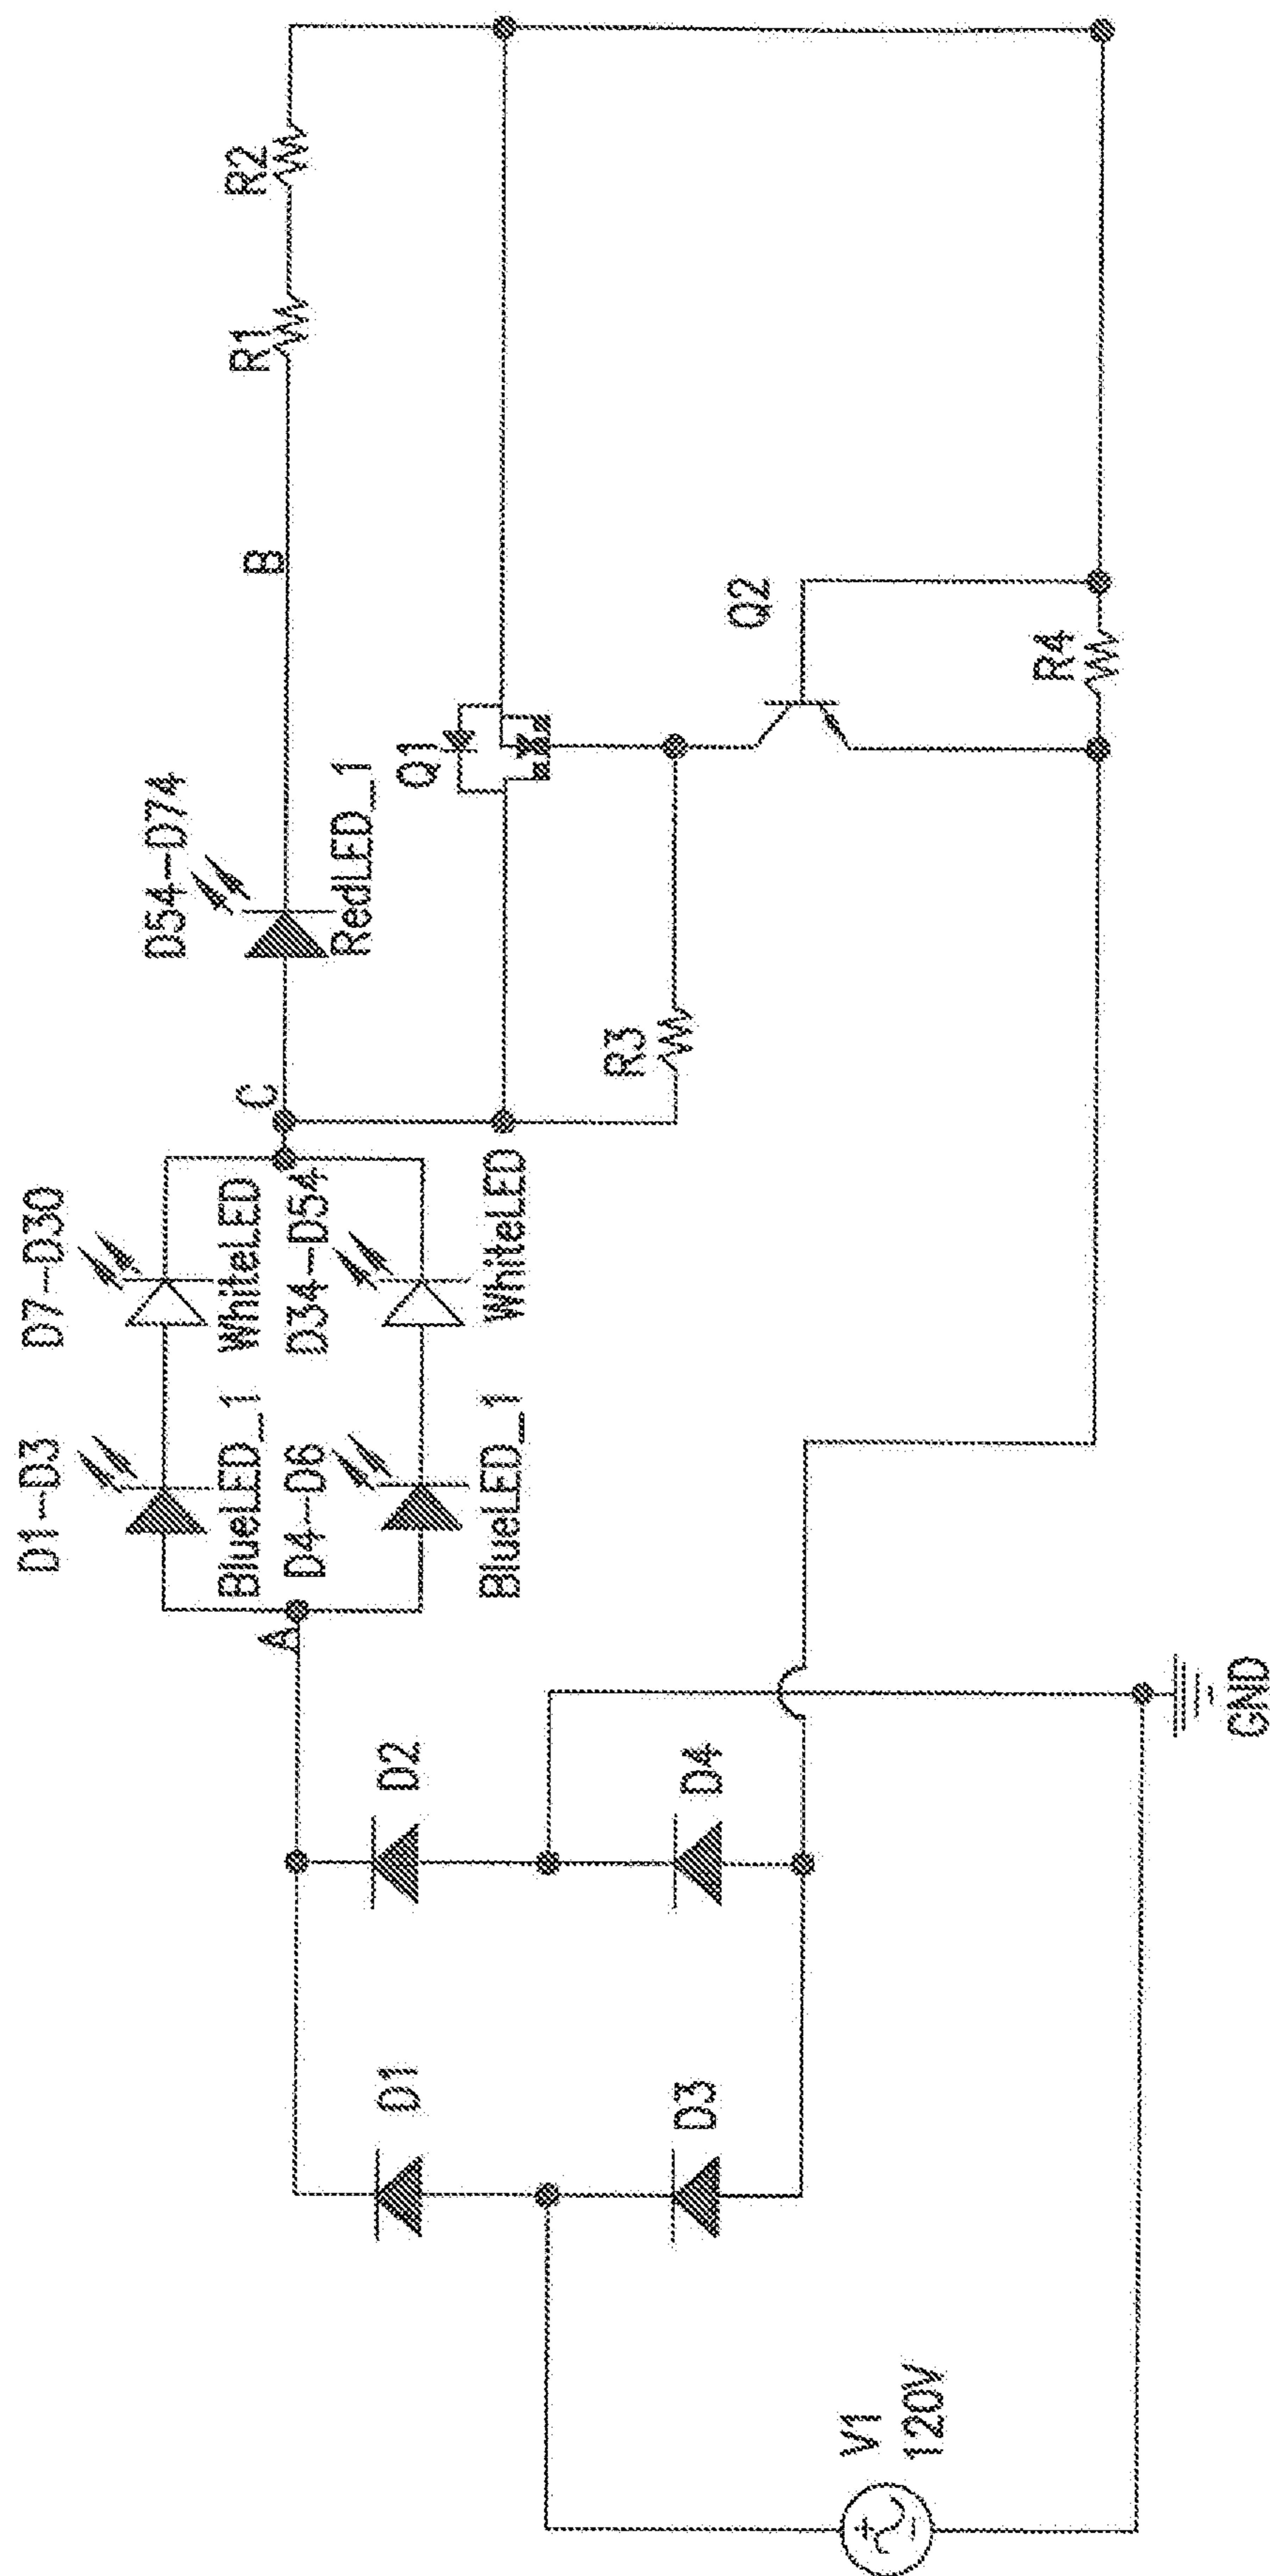 V1
120V
D1
D3
D2
D4
GND
A
D1-D3
BlueLED_1
D4-D6
BlueLED_1
D7-D30
WhiteLED
D34-D54
WhiteLED
C
D54-D74
RedLED_1
B
R1
R2
Q1
R3
Q2
R4